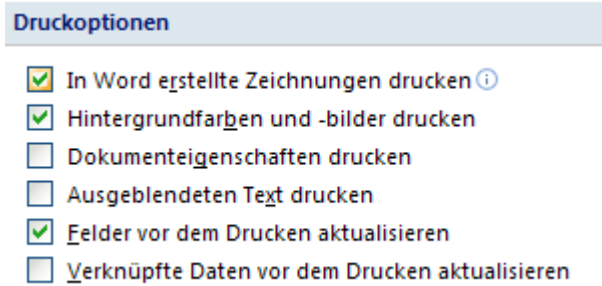 Druckoptionen
In Word erstellte Zeichnungen drucken
Hintergrundfarben und -bilder drucken
Dokumenteigenschaften drucken
Ausgeblendeten Text drucken
Felder vor dem Drucken aktualisieren
Verknüpfte Daten vor dem Drucken aktualisieren